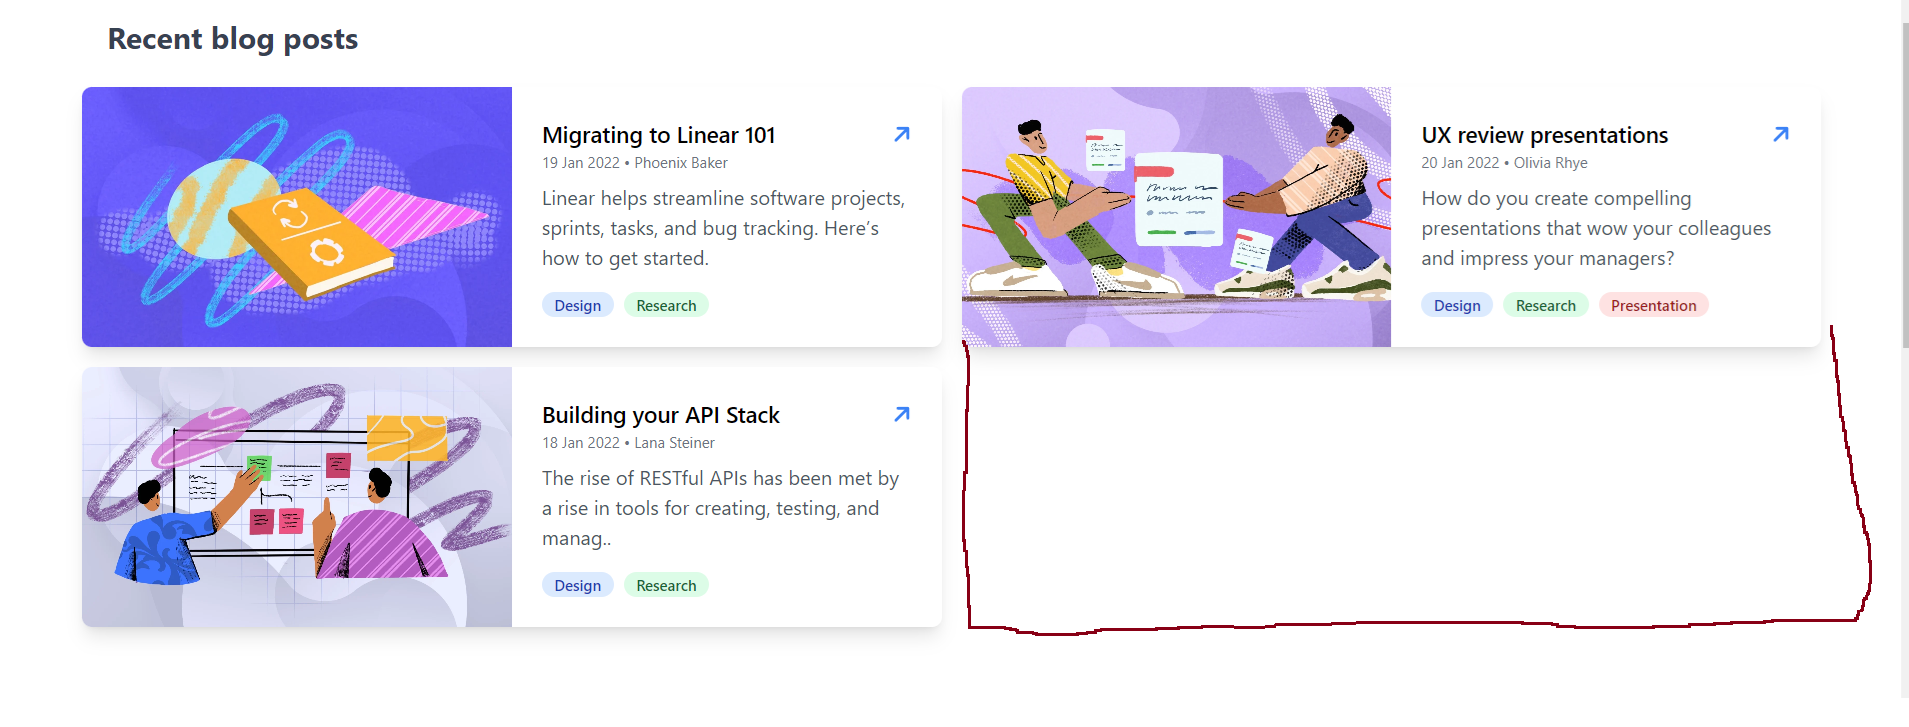 Recent blog posts
Migrating to Linear 101
19 Jan 2022 • Phoenix Baker
Linear helps streamline software projects,
sprints, tasks, and bug tracking. Here’s
how to get started.
Design Research
UX review presentations
20 Jan 2022 • Olivia Rhye
How do you create compelling
presentations that wow your colleagues
and impress your managers?
Design Research Presentation
Building your API Stack
18 Jan 2022 • Lana Steiner
The rise of RESTful APIs has been met by
a rise in tools for creating, testing, and
manag..
Design Research